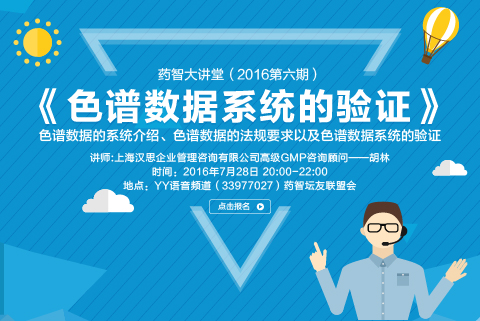 药智大讲堂（2016第六期）
《色谱数据系统的验证》
色谱数据的系统介绍、色谱数据的法规要求以及色谱数据系统的验证
讲师:上海汉思企业管理咨询有限公司高级GMP咨询顾问——胡林
时间：2016年7月28日 20:00-22:00
地点：YY语音频道（33977027）药智坛友联盟会
点击报名